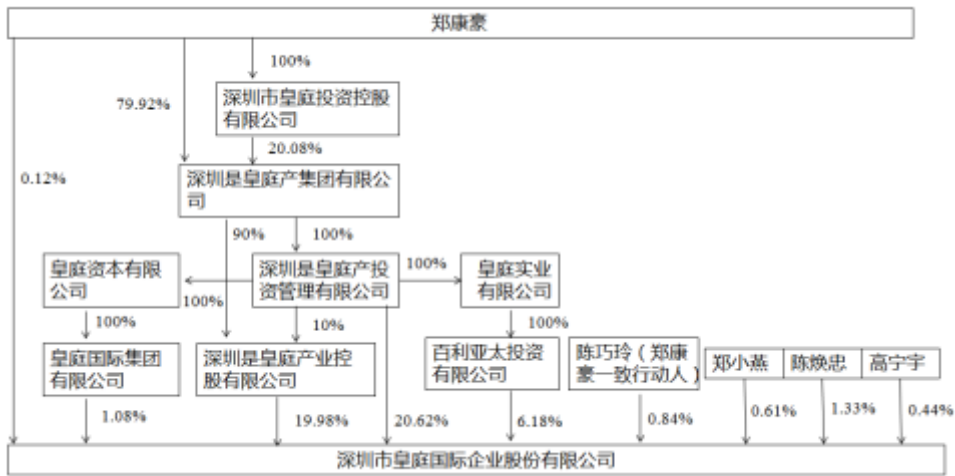 郑康豪
100%
79.92%
深圳市皇庭投资控股
有限公司
20.08%
0.12%
深圳是皇庭产集团有限公
司
90%
100%
皇庭资本有限
公司
100%
深圳是皇庭产投
资管理有限公司
100%
皇庭实业
有限公司
100%
10%
100%
皇庭国际集团
有限公司
深圳是皇庭产业控
股有限公司
百利亚太投资
有限公司
陈巧玲（郑康
豪一致行动人）
郑小燕
陈焕忠
高宁宇
1.08%
19.98%
20.62%
6.18%
0.84%
0.61%
1.33%
0.44%
深圳市皇庭国际企业股份有限公司